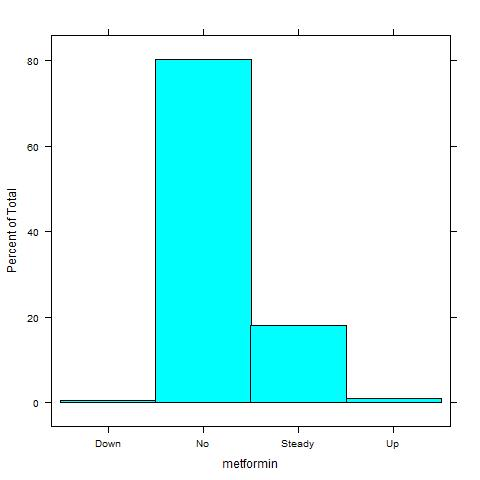 80
60
40
20
0
Percent of Total
Down No Steady Up
metformin